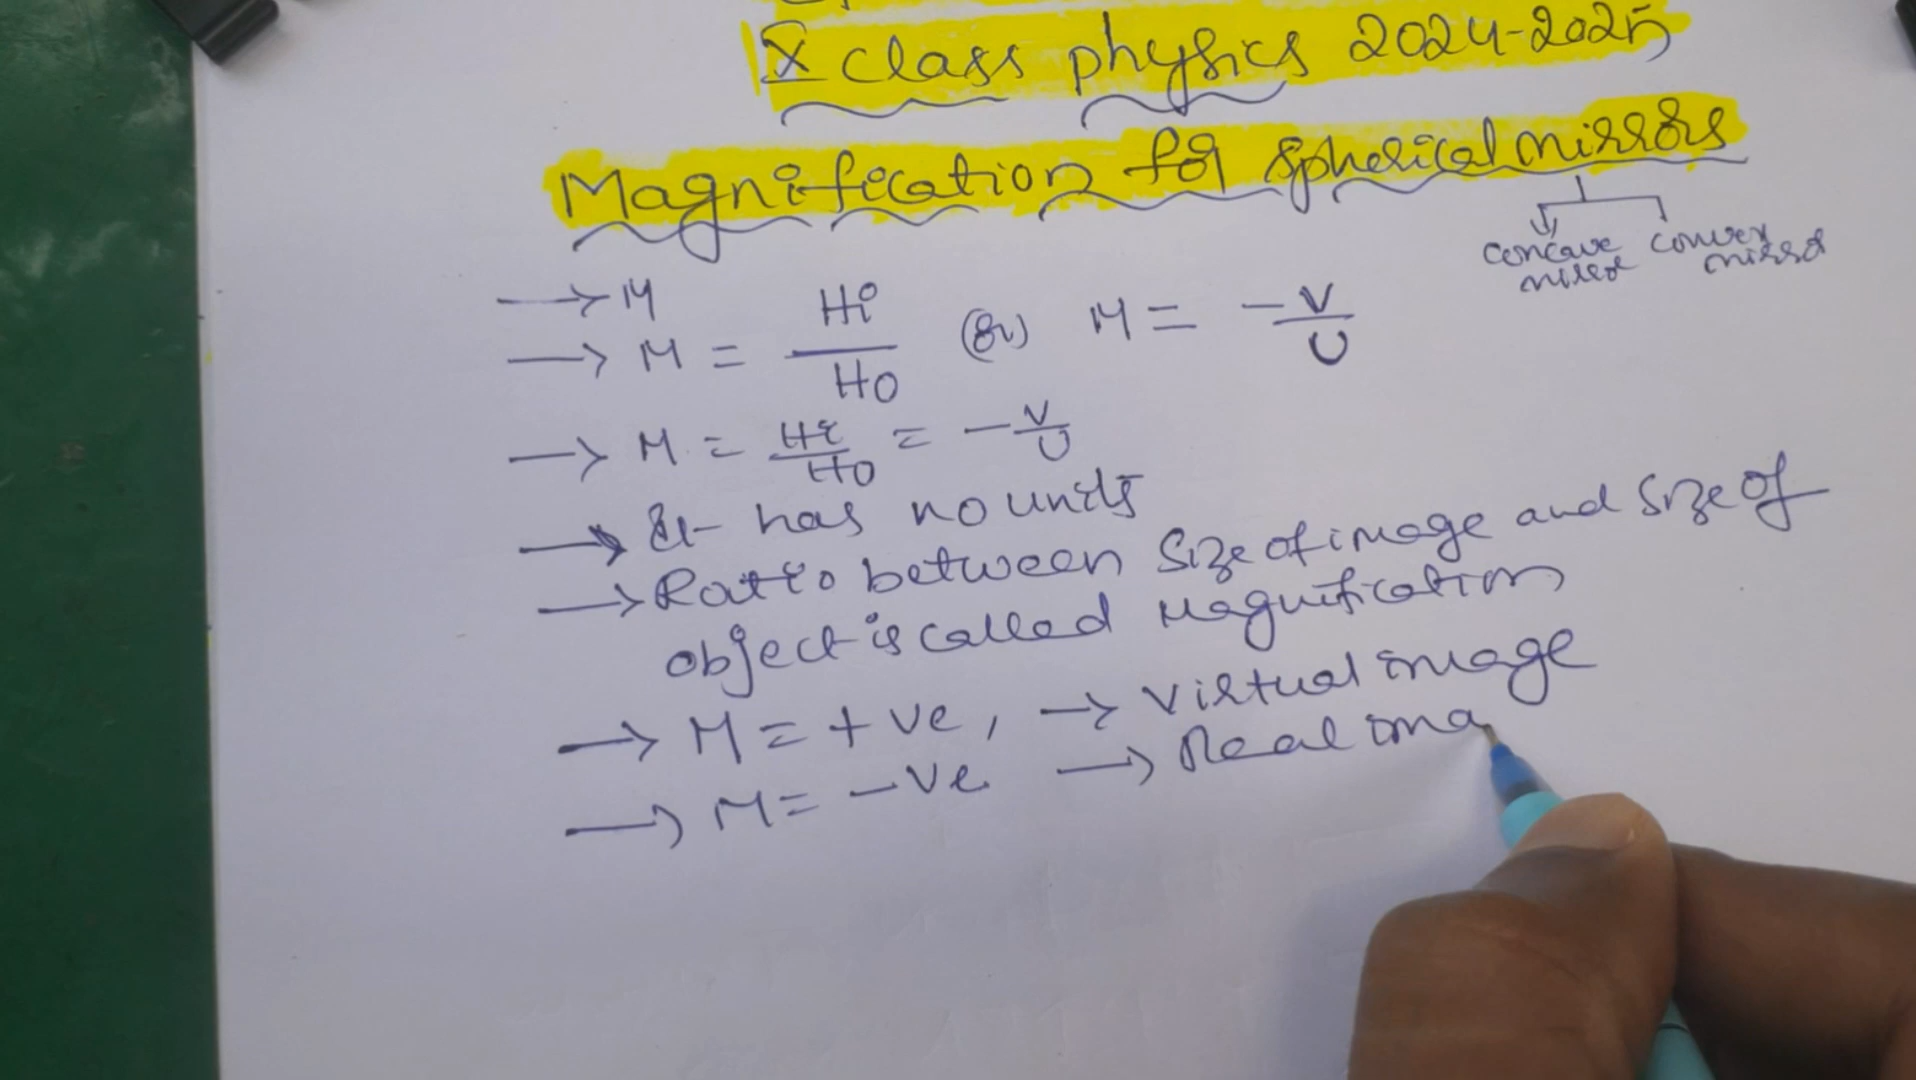 X class physics 2024-2025
Magnification for spherical mirrors
concave mirror convex mirror
→ M
→ M = Hi / HO (or) M = -V / U
→ M = Hi / HO = -V / U
→ It has no units
→ Ratio between Size of image and Size of
object is called Magnification
→ M = +ve, → Virtual image
→ M = -ve → Real ima